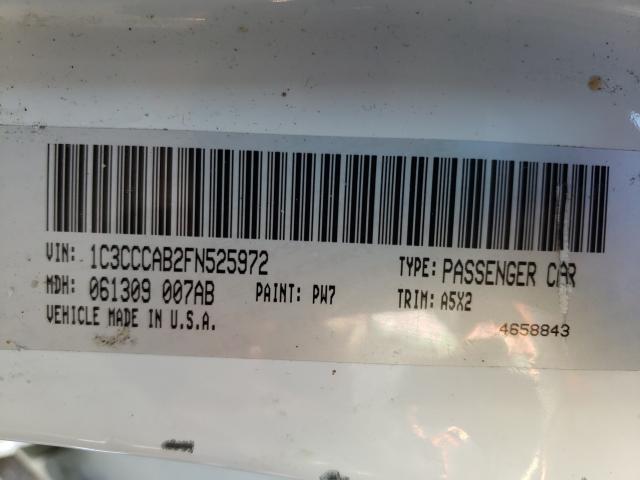 VIN: 1C3CCCAB2FN525972 TYPE: PASSENGER CAR
MDH: 061309 007AB PAINT: PW7 TRIM: A5X2
VEHICLE MADE IN U.S.A. 4658843